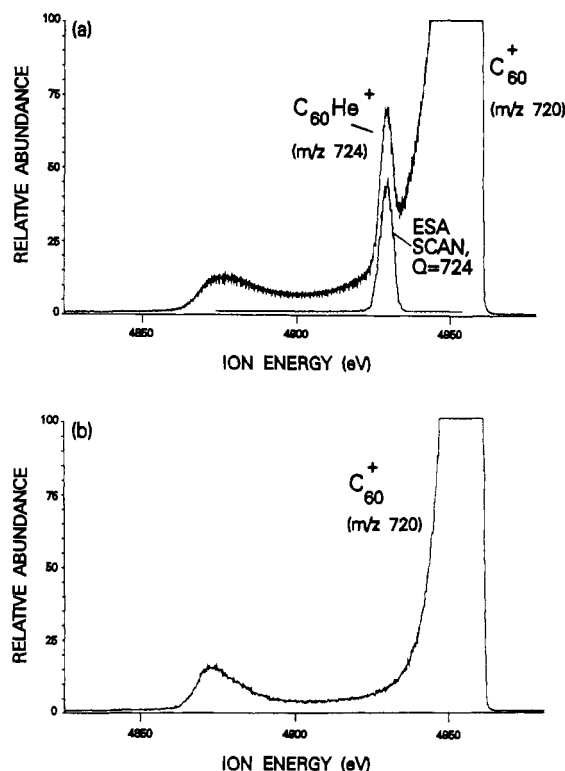 (a)
RELATIVE ABUNDANCE
100
75
50
25
0
C60He+
(m/z 724)
C60+
(m/z 720)
ESA
SCAN,
Q=724
4850 4900 4950
ION ENERGY (eV)
(b)
RELATIVE ABUNDANCE
100
75
50
25
0
C60+
(m/z 720)
4850 4900 4950
ION ENERGY (eV)